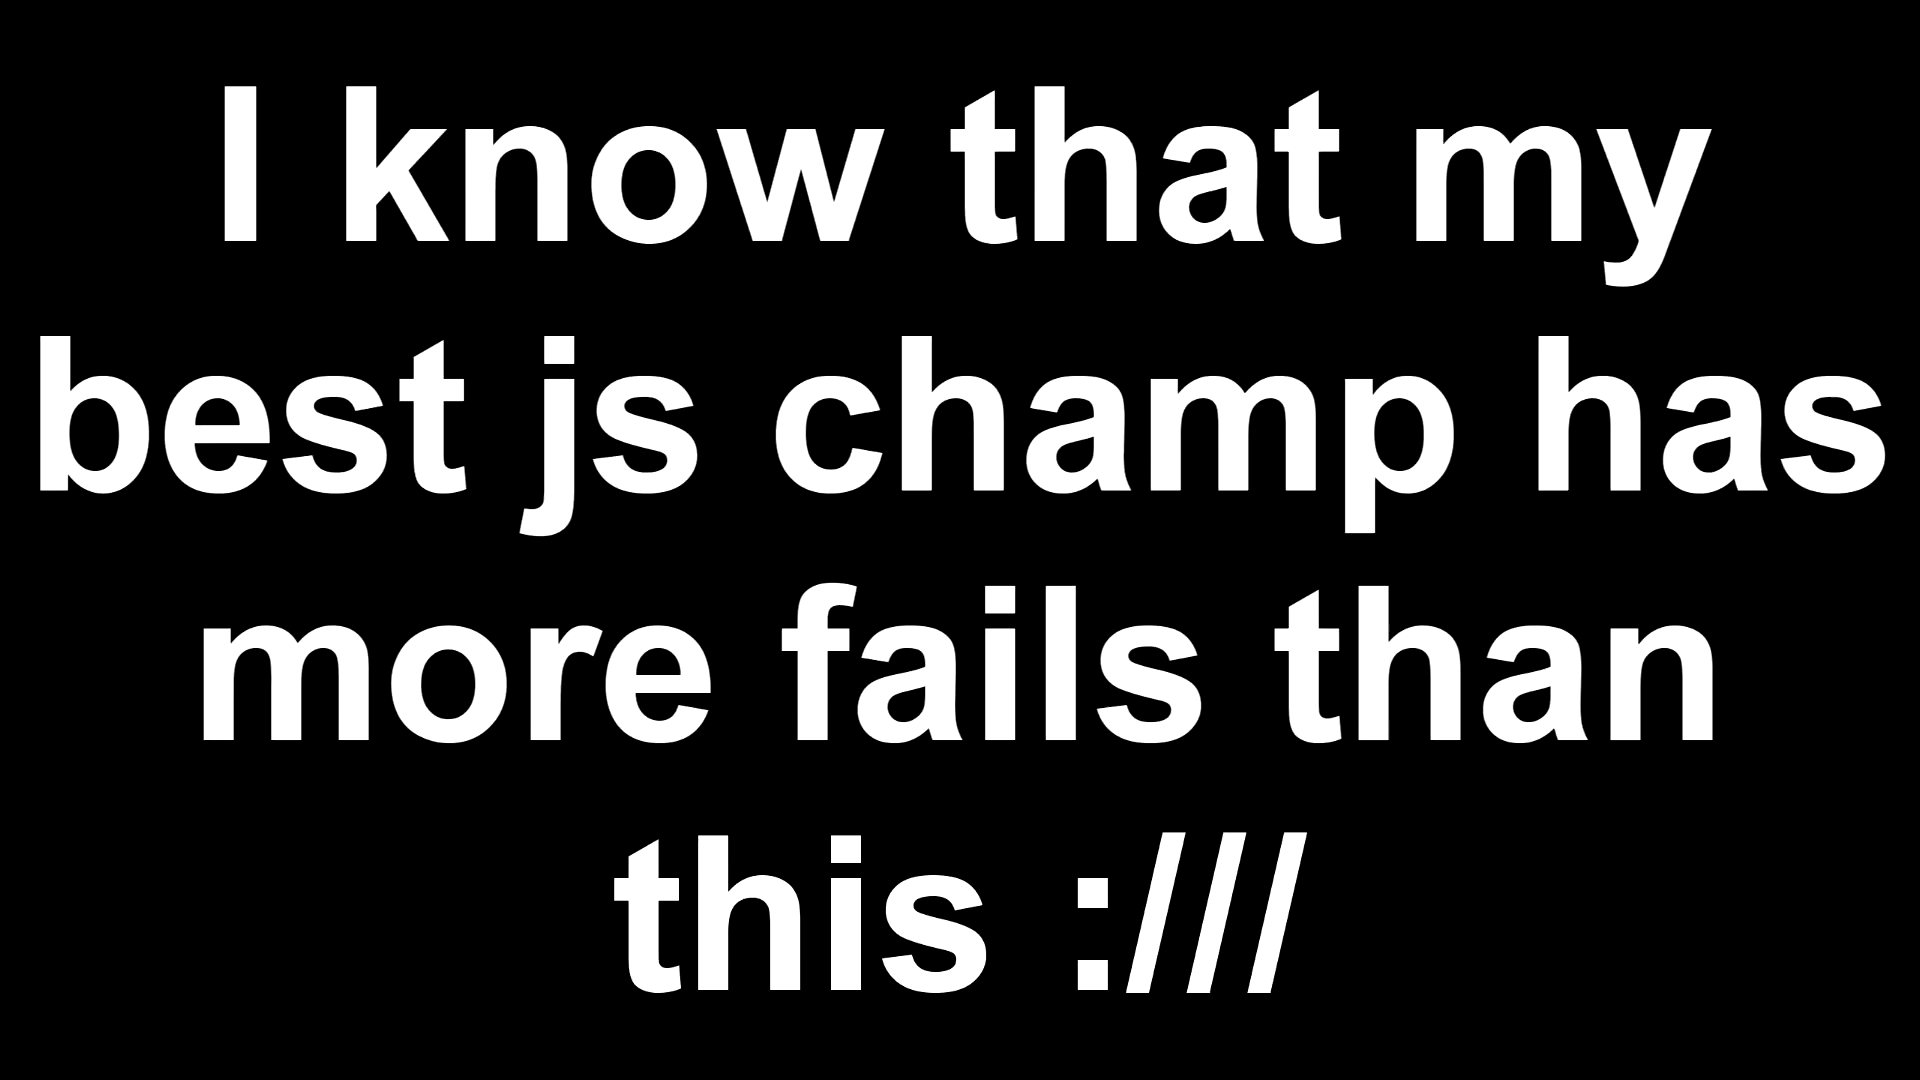 I know that my
best js champ has
more fails than
this :///